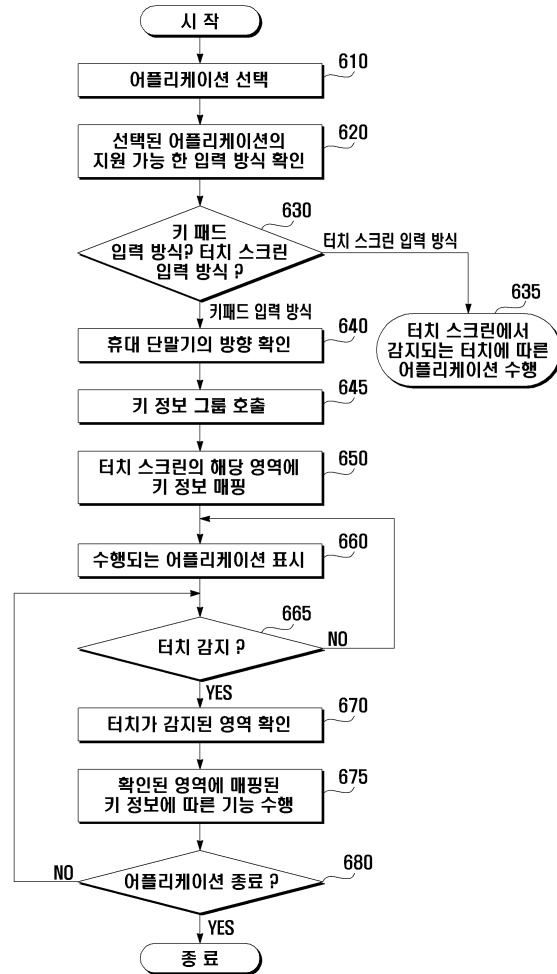 시 작
610
어플리케이션 선택
620
선택된 어플리케이션의
지원 가능 한 입력 방식 확인
630
키 패드
입력 방식? 터치 스크린
입력 방식 ?
터치 스크린 입력 방식
635
터치 스크린에서
감지되는 터치에 따른
어플리케이션 수행
키패드 입력 방식
640
휴대 단말기의 방향 확인
645
키 정보 그룹 호출
650
터치 스크린의 해당 영역에
키 정보 매핑
660
수행되는 어플리케이션 표시
665
터치 감지 ?
NO
YES
670
터치가 감지된 영역 확인
675
확인된 영역에 매핑된
키 정보에 따른 기능 수행
680
NO
어플리케이션 종료 ?
YES
종 료